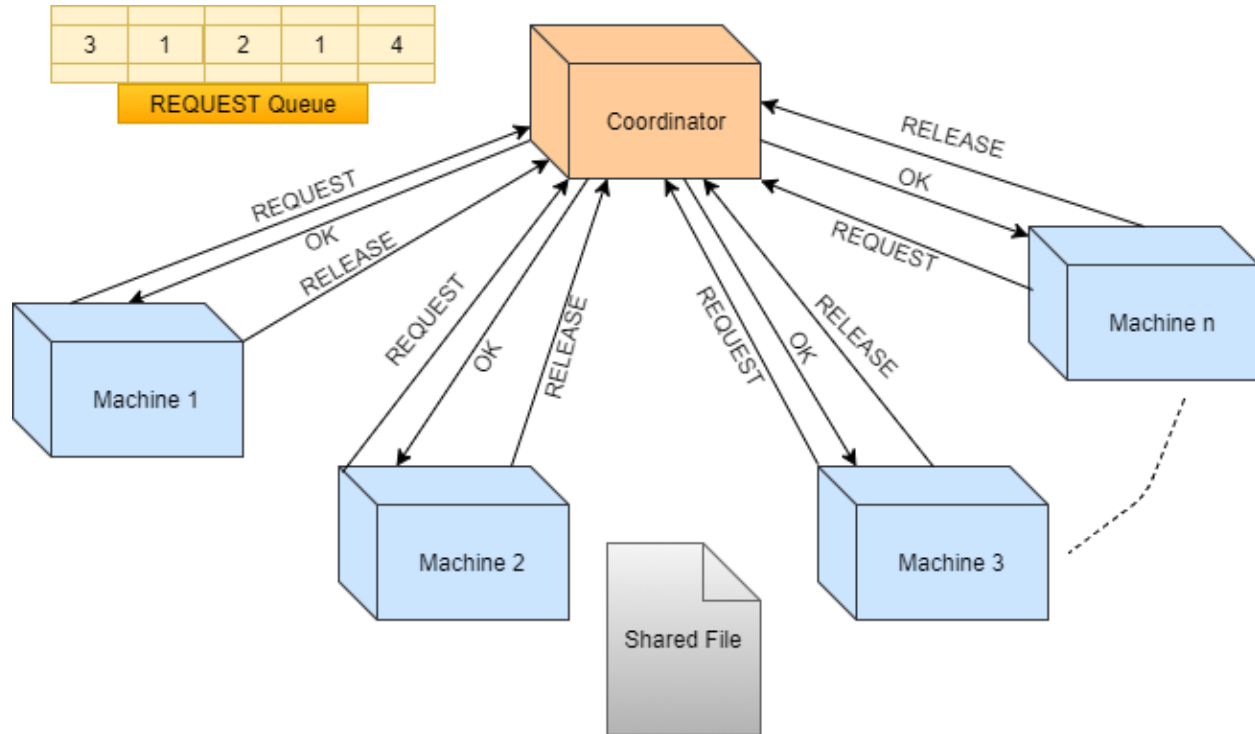 3 1 2 1 4
REQUEST Queue
Coordinator
REQUEST
OK
RELEASE
REQUEST
OK
RELEASE
REQUEST
OK
RELEASE
RELEASE
OK
REQUEST
Machine 1
Machine 2
Machine 3
Machine n
Shared File